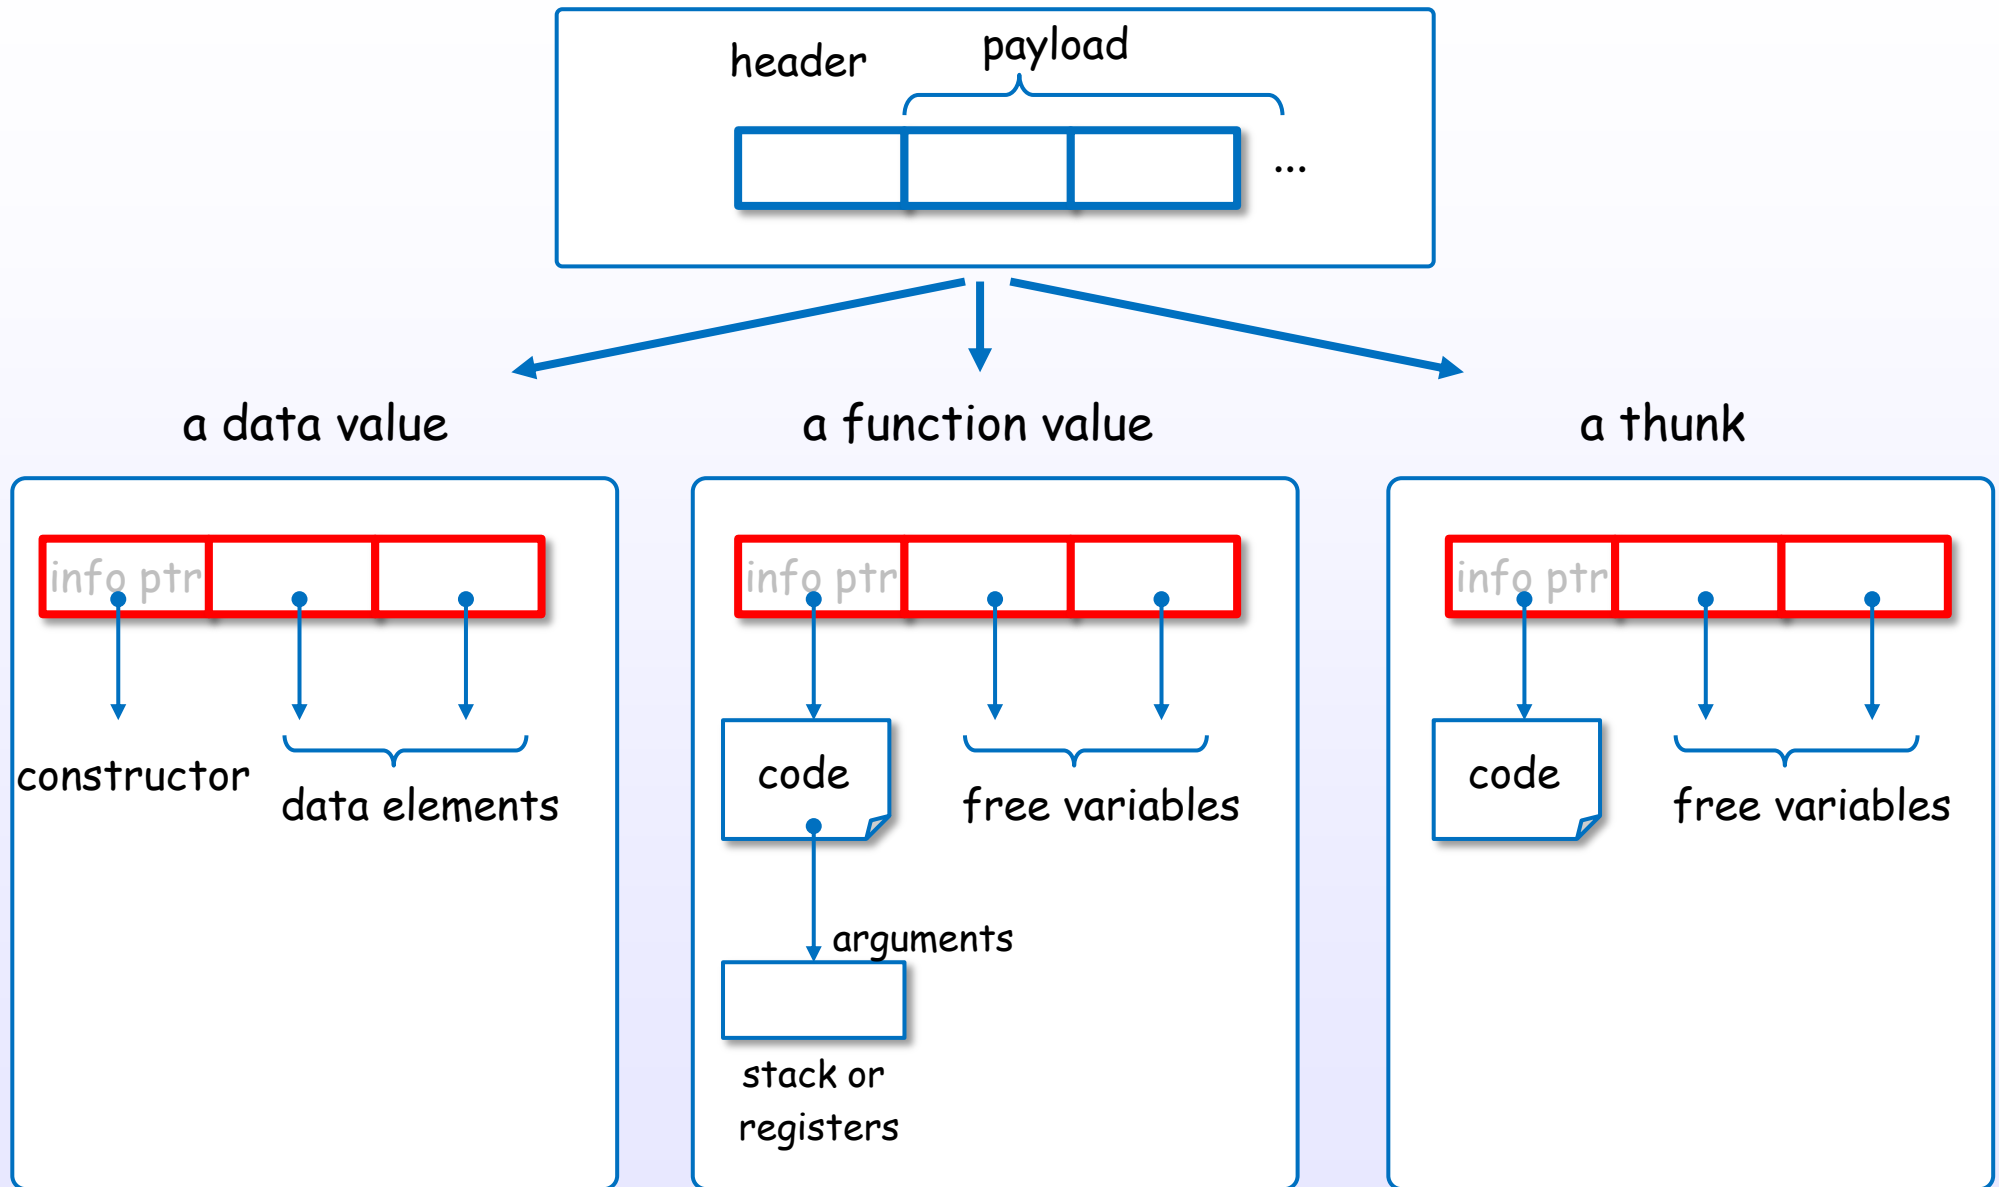 header
payload
...
a data value
a function value
a thunk
info ptr
info ptr
info ptr
constructor
data elements
code
free variables
code
free variables
arguments
stack or
registers